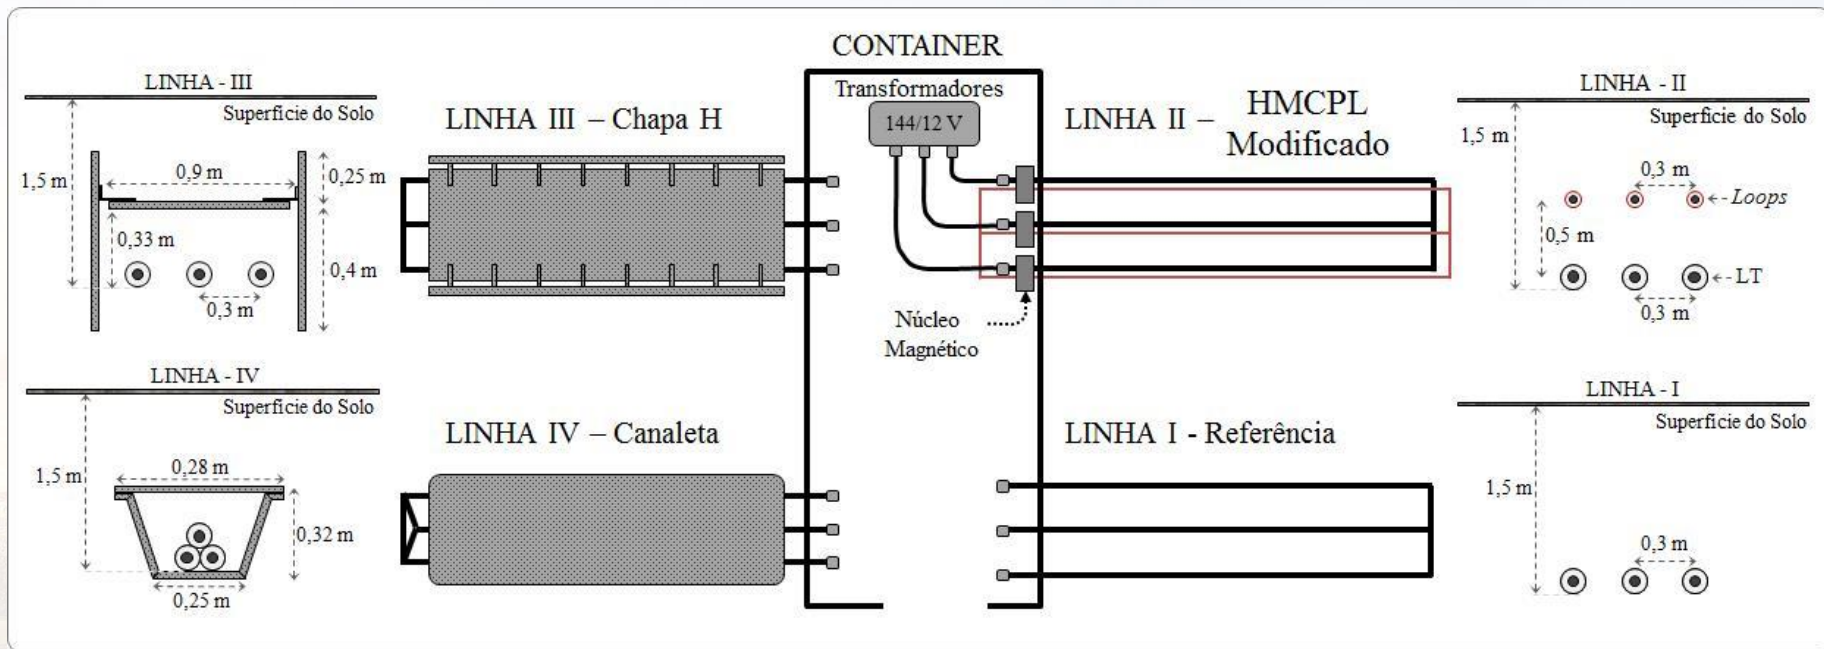 CONTAINER
Transformadores
144/12 V
Núcleo
Magnético
LINHA - III
Superfície do Solo
1,5 m
0,9 m
0,25 m
0,33 m
0,4 m
0,3 m
LINHA III – Chapa H
LINHA II –
HMCPL
Modificado
LINHA - II
Superfície do Solo
1,5 m
0,3 m
Loops
0,5 m
LT
0,3 m
LINHA - IV
Superfície do Solo
1,5 m
0,28 m
0,32 m
0,25 m
LINHA IV – Canaleta
LINHA I - Referência
LINHA - I
Superfície do Solo
1,5 m
0,3 m